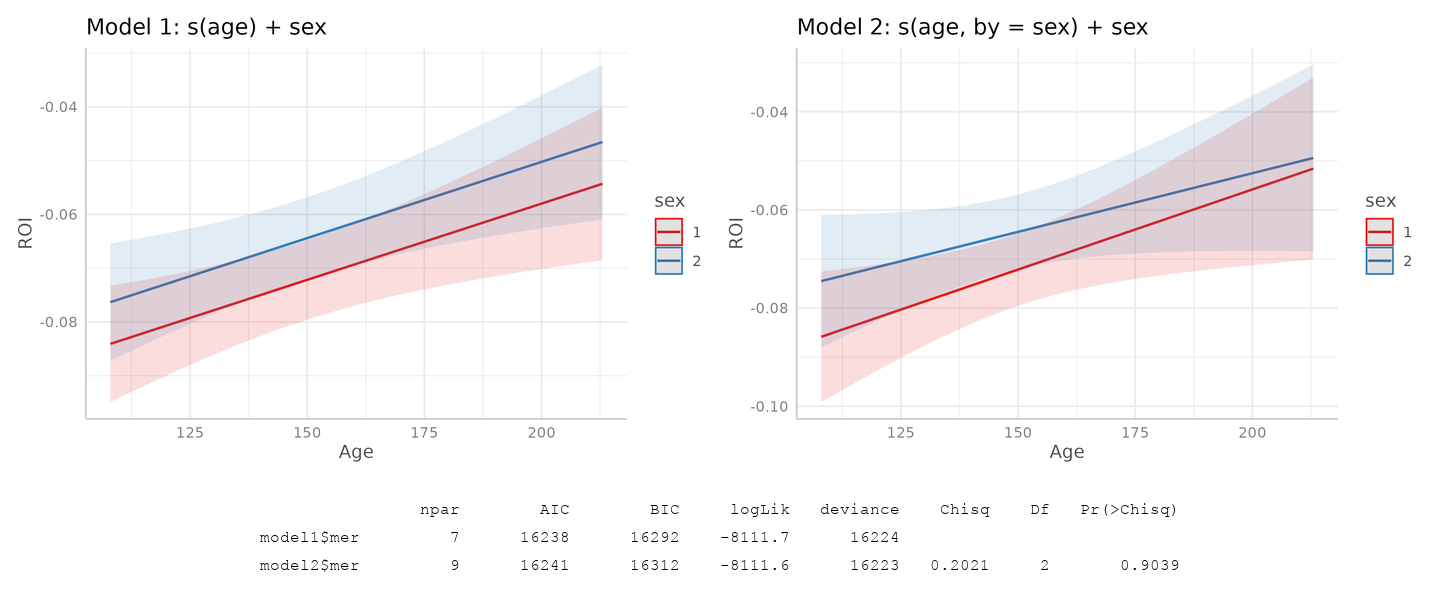 Model 1: s(age) + sex
-0.04
-0.06
-0.08
ROI
125 150 175 200
Age
sex
1
2
Model 2: s(age, by = sex) + sex
-0.04
-0.06
-0.08
-0.10
ROI
125 150 175 200
Age
sex
1
2
npar AIC BIC logLik deviance Chisq Df Pr(>Chisq)
model1$mer 7 16238 16292 -8111.7 16224
model2$mer 9 16241 16312 -8111.6 16223 0.2021 2 0.9039